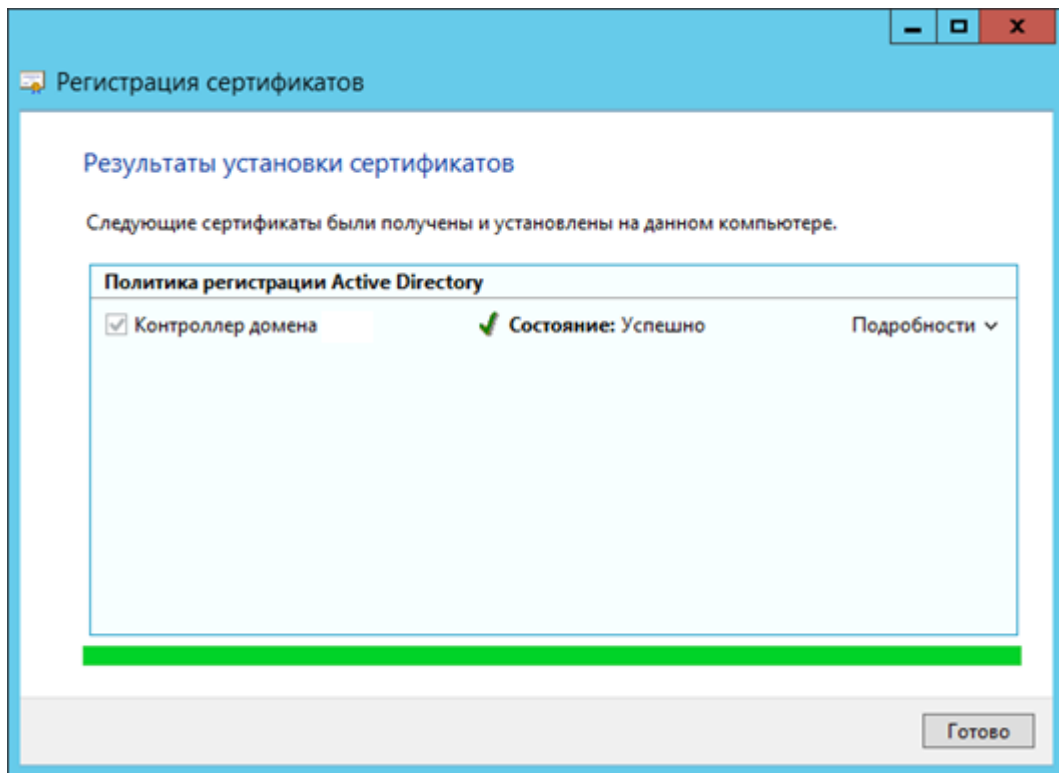 Регистрация сертификатов
Результаты установки сертификатов
Следующие сертификаты были получены и установлены на данном компьютере.
Политика регистрации Active Directory
Контроллер домена Состояние: Успешно Подробности
Готово